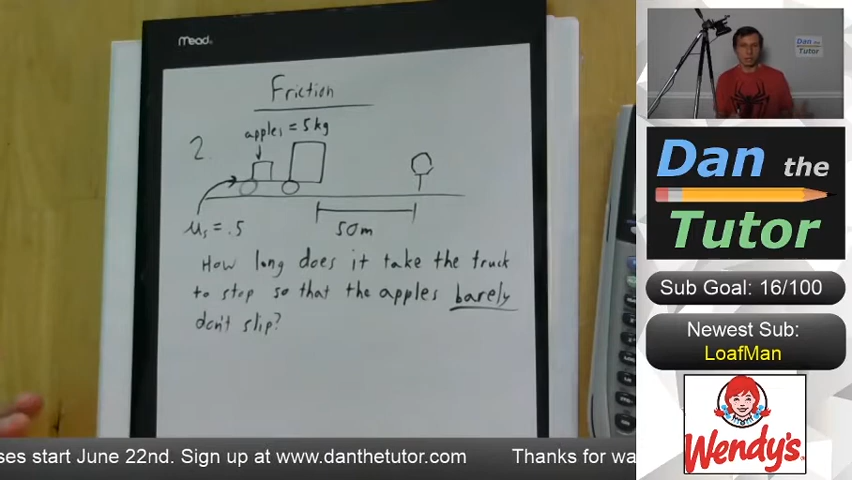 Mead
Friction
2.
apples = 5kg
μs = .5
50m
How long does it take the truck
to stop so that the apples barely
don't slip?
Dan the
Tutor
Dan the
Tutor
Sub Goal: 16/100
Newest Sub:
LoafMan
Wendy's
ses start June 22nd. Sign up at www.danthetutor.com
Thanks for wa